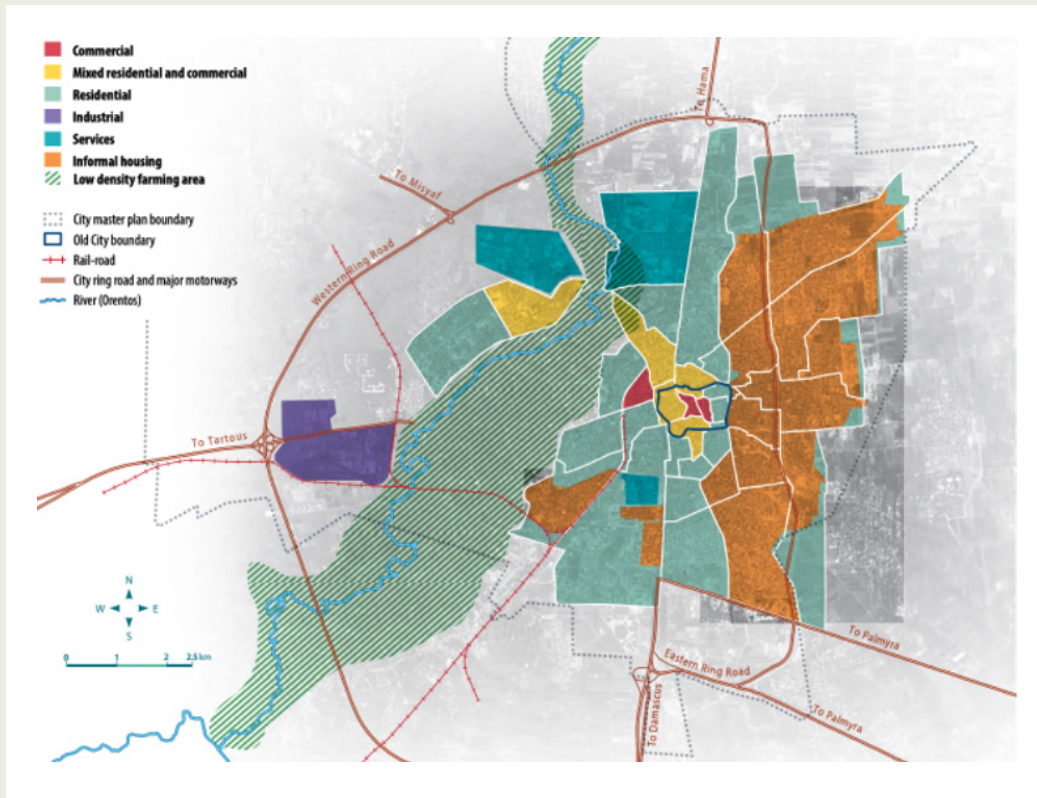 Commercial
Mixed residential and commercial
Residential
Industrial
Services
Informal housing
Low density farming area
City master plan boundary
Old City boundary
Rail-road
City ring road and major motorways
River (Orentos)
To Hama
To Misyaf
Western Ring Road
To Tartous
N
W E
S
0 1 2 2,5 km
To Palmyra
Eastern Ring Road
To Damascus
To Palmyra